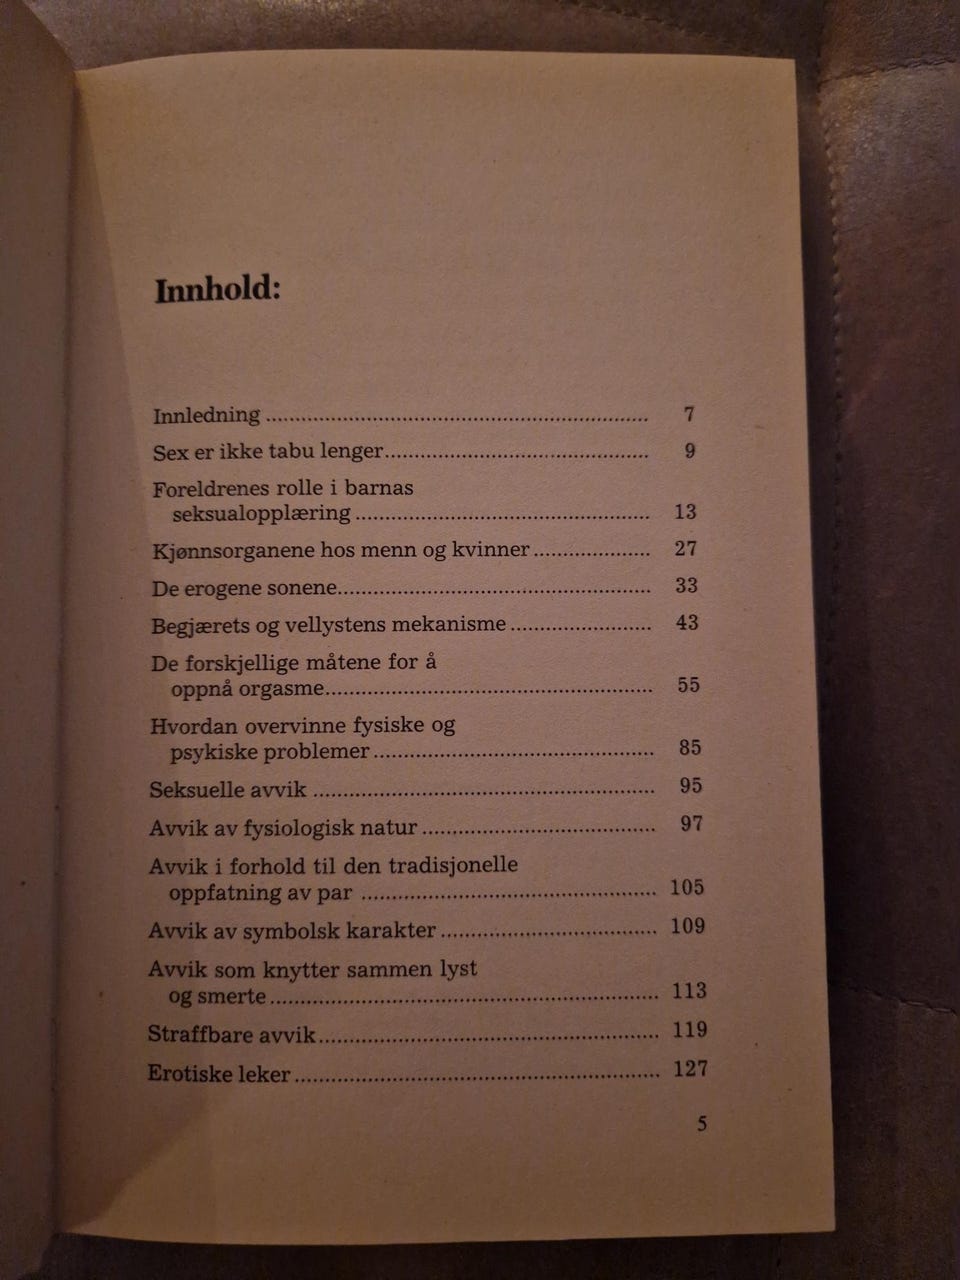 Innhold:
Innledning ........................................................ 7
Sex er ikke tabu lenger........................................ 9
Foreldrenes rolle i barnas
seksualopplæring ............................................ 13
Kjønnsorganene hos menn og kvinner.................. 27
De erogene sonene............................................... 33
Begjærets og vellystens mekanisme ..................... 43
De forskjellige måtene for å
oppnå orgasme................................................. 55
Hvordan overvinne fysiske og
psykiske problemer .......................................... 85
Seksuelle avvik .................................................. 95
Avvik av fysiologisk natur ................................... 97
Avvik i forhold til den tradisjonelle
oppfatning av par ............................................ 105
Avvik av symbolsk karakter ................................ 109
Avvik som knytter sammen lyst
og smerte ......................................................... 113
Straffbare avvik.................................................. 119
Erotiske leker ..................................................... 127
5